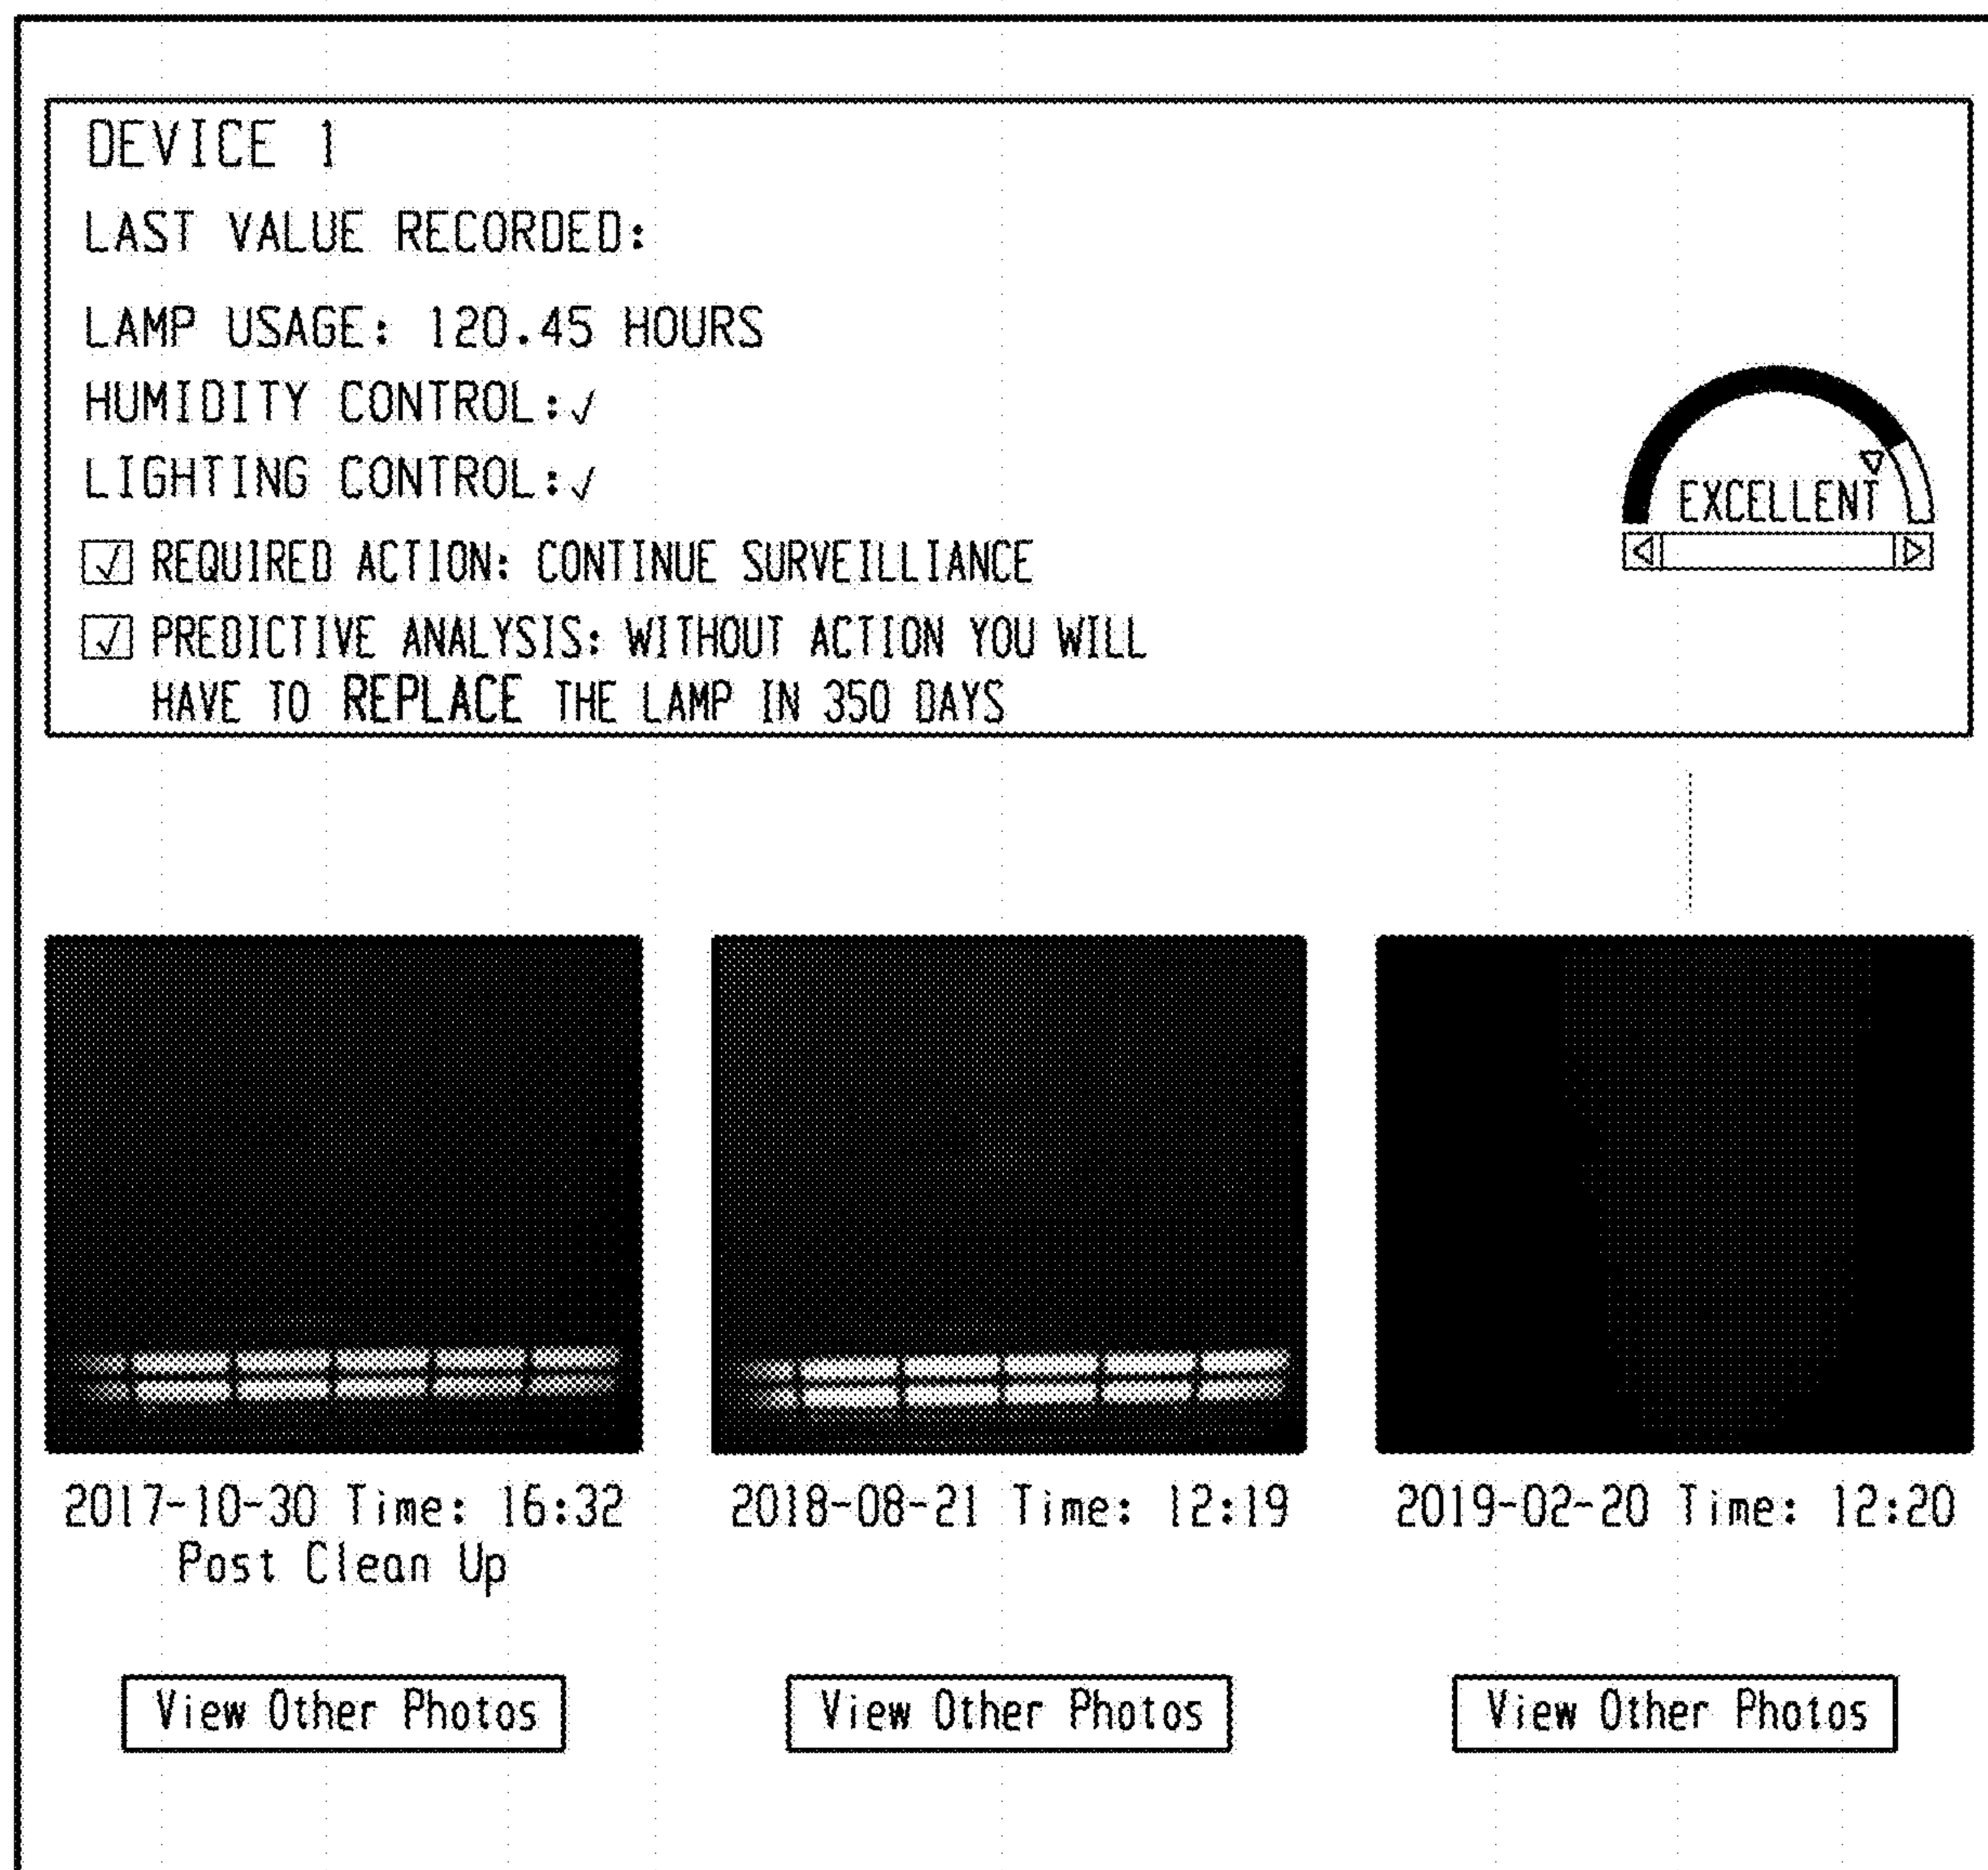 DEVICE 1
LAST VALUE RECORDED:
LAMP USAGE: 120.45 HOURS
HUMIDITY CONTROL:✓
LIGHTING CONTROL:✓
EXCELLENT
☑ REQUIRED ACTION: CONTINUE SURVEILLIANCE
☑ PREDICTIVE ANALYSIS: WITHOUT ACTION YOU WILL
HAVE TO REPLACE THE LAMP IN 350 DAYS
2017-10-30 Time: 16:32
Post Clean Up
2018-08-21 Time: 12:19
2019-02-20 Time: 12:20
View Other Photos
View Other Photos
View Other Photos